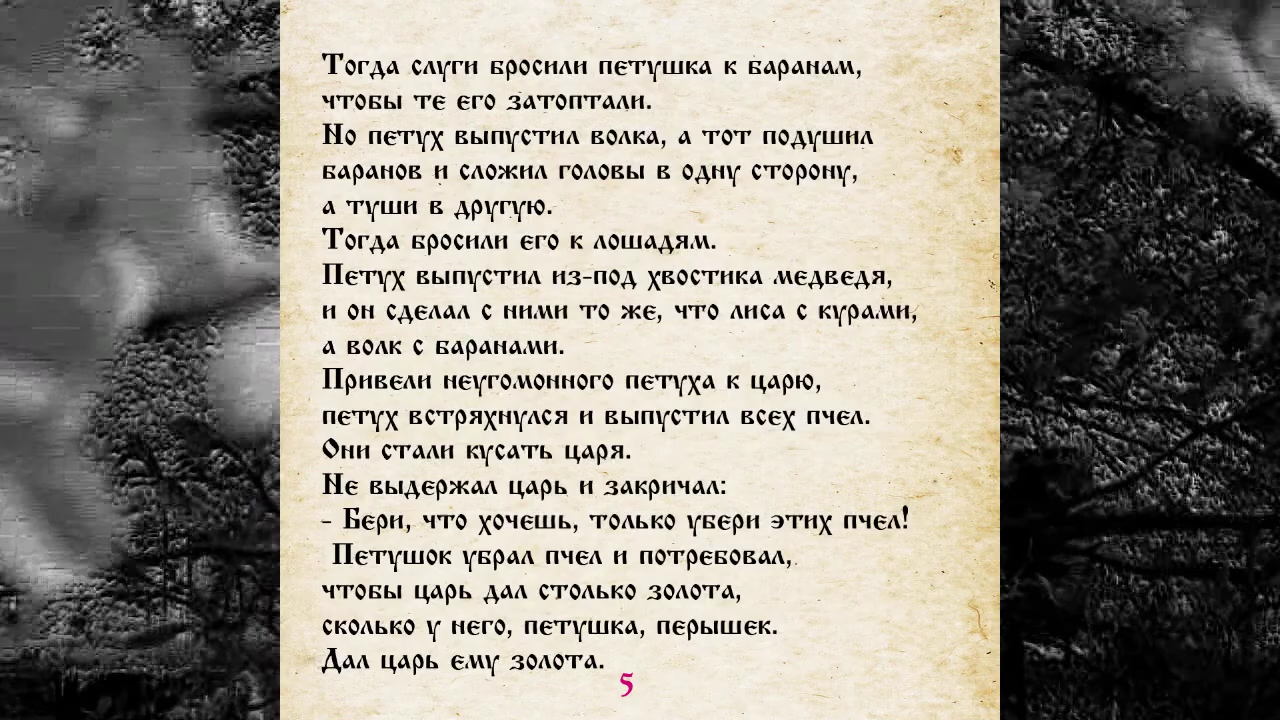 Тогда слуги бросили петушка к баранам,
чтобы те его затоптали.
Но петух выпустил волка, а тот подушил
баранов и сложил головы в одну сторону,
а туши в другую.
Тогда бросили его к лошадям.
Петух выпустил из-под хвостика медведя,
и он сделал с ними то же, что лиса с курами,
а волк с баранами.
Привели неугомонного петуха к царю,
петух встряхнулся и выпустил всех пчел.
Они стали кусать царя.
Не выдержал царь и закричал:
- Бери, что хочешь, только убери этих пчел!
Петушок убрал пчел и потребовал,
чтобы царь дал столько золота,
сколько у него, петушка, перышек.
Дал царь ему золота.
5